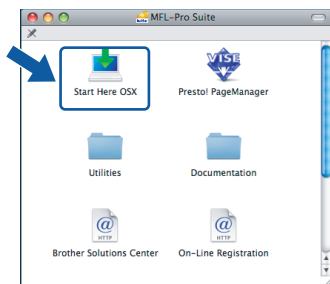 MFL-Pro Suite
Start Here OSX
VISE
Presto! PageManager
Utilities
Documentation
@
HTTP
@
HTTP
Brother Solutions Center
On-Line Registration